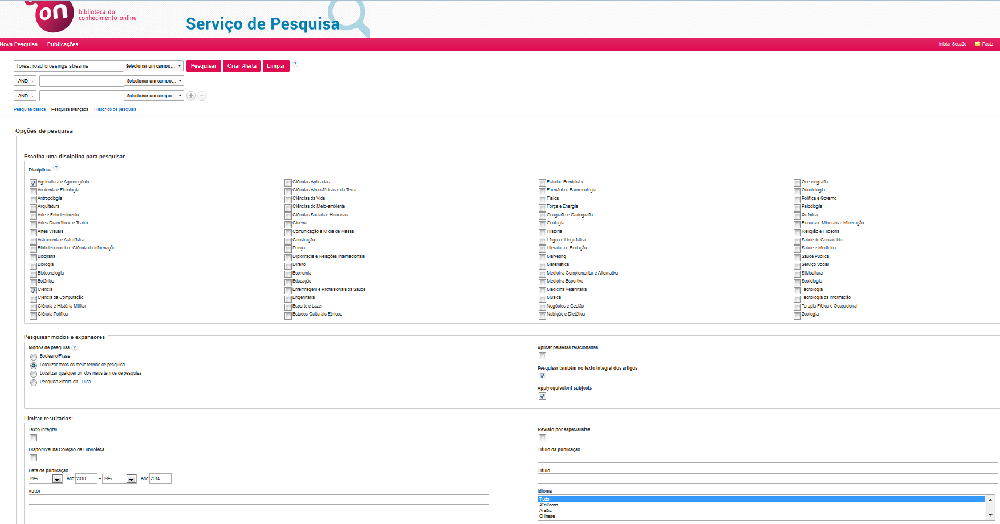 on
biblioteca do
conhecimento online
Serviço de Pesquisa
Nova Pesquisa Publicações Iniciar Sessão Pasta
forest road crossings streams Selecionar um campo... Pesquisar Criar Alerta Limpar ?
AND Selecionar um campo...
AND Selecionar um campo...
Pesquisa básica Pesquisa avançada Histórico de pesquisa
Opções de pesquisa
Escolha uma disciplina para pesquisar
Disciplinas ?
Agricultura e Agronegócio
Anatomia e Fisiologia
Antropologia
Arquitetura
Arte e Entretenimento
Artes Dramáticas e Teatro
Artes Visuais
Astronomia e Astrofísica
Biblioteconomia e Ciência da Informação
Biografia
Biologia
Biotecnologia
Botânica
Ciência
Ciência da Computação
Ciência e História Militar
Ciência Política
Ciências Aplicadas
Ciências Atmosféricas e da Terra
Ciências da Vida
Ciências do Meio-ambiente
Ciências Sociais e Humanas
Cinema
Comunicação e Mídia de Massa
Construção
Dança
Diplomacia e Relações Internacionais
Direito
Economia
Educação
Enfermagem e Profissionais da Saúde
Engenharia
Esporte e Lazer
Estudos Culturais Étnicos
Estudos Feministas
Farmácia e Farmacologia
Física
Força e Energia
Geografia e Cartografia
Geologia
História
Língua e Linguística
Literatura e Redação
Marketing
Matemática
Medicina Complementar e Alternativa
Medicina Esportiva
Medicina Veterinária
Música
Negócios e Gestão
Nutrição e Dietética
Oceanografia
Odontologia
Política e Governo
Psicologia
Química
Recursos Minerais e Mineração
Religião e Filosofia
Saúde do Consumidor
Saúde e Medicina
Saúde Pública
Serviço Social
Silvicultura
Sociologia
Tecnologia
Tecnologia da Informação
Terapia Física e Ocupacional
Zoologia
Pesquisar modos e expansores
Modos de pesquisa ?
Booleano/Frase
Localizar todos os meus termos de pesquisa
Localizar qualquer um dos meus termos de pesquisa
Pesquisa SmartText Dica
Aplicar palavras relacionadas
Pesquisar também no texto integral dos artigos
Apply equivalent subjects
Limitar resultados:
Texto integral
Disponível na Coleção da Biblioteca
Data de publicação
Mês Ano: 2010 – Mês Ano: 2014
Autor
Revisto por especialistas
Título da publicação
Título
Idioma
Tudo
Afrikaans
Arabic
Chinese